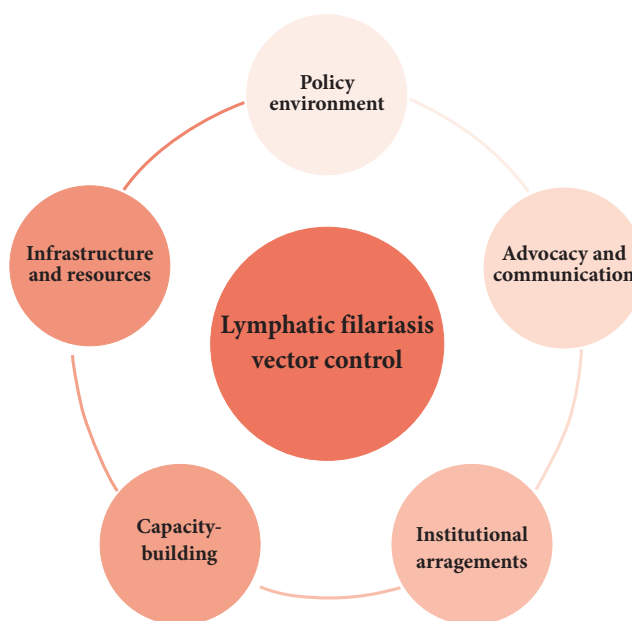 Policy
environment
Advocacy and
communication
Institutional
arragements
Capacity-
building
Infrastructure
and resources
Lymphatic filariasis
vector control